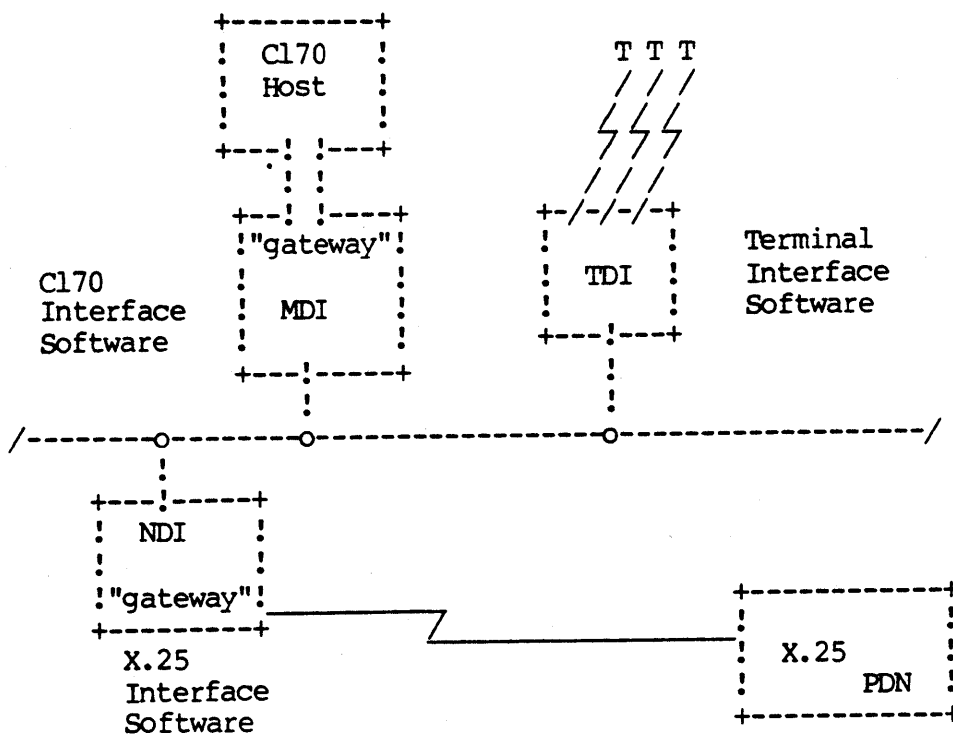 C170
Host
T T T
"gateway"
MDI
C170
Interface
Software
TDI
Terminal
Interface
Software
NDI
"gateway"
X.25
Interface
Software
X.25
PDN